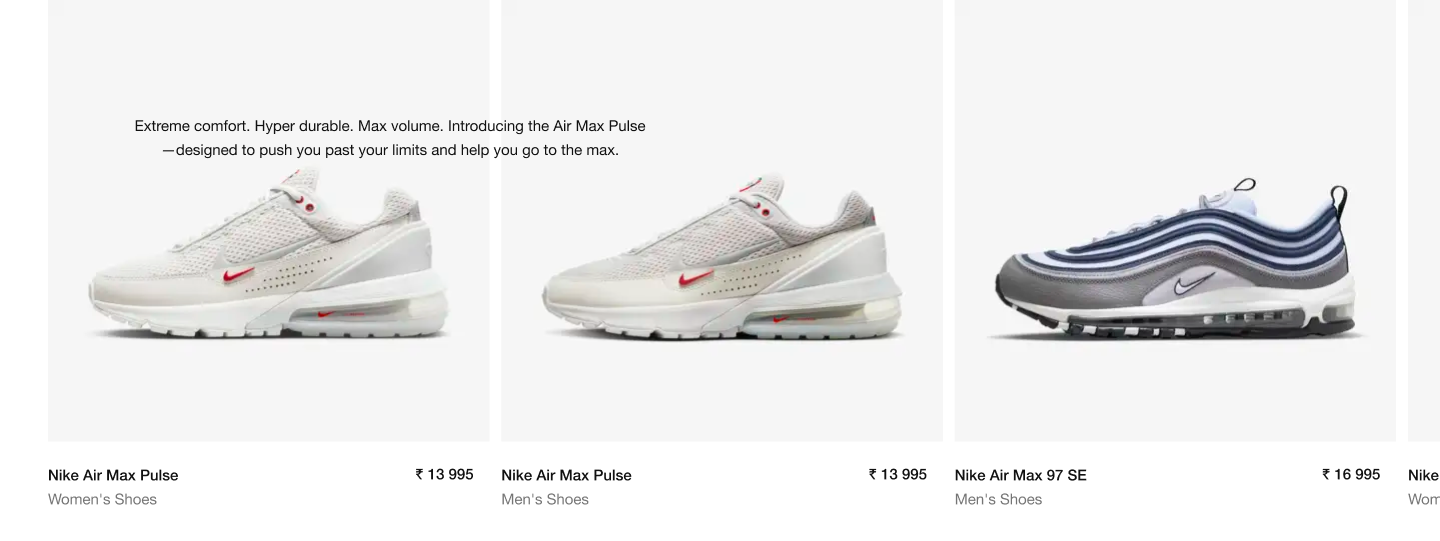 Extreme comfort. Hyper durable. Max volume. Introducing the Air Max Pulse
—designed to push you past your limits and help you go to the max.
Nike Air Max Pulse
₹ 13 995
Women's Shoes
Nike Air Max Pulse
₹ 13 995
Men's Shoes
Nike Air Max 97 SE
₹ 16 995
Men's Shoes
Nike
Wom